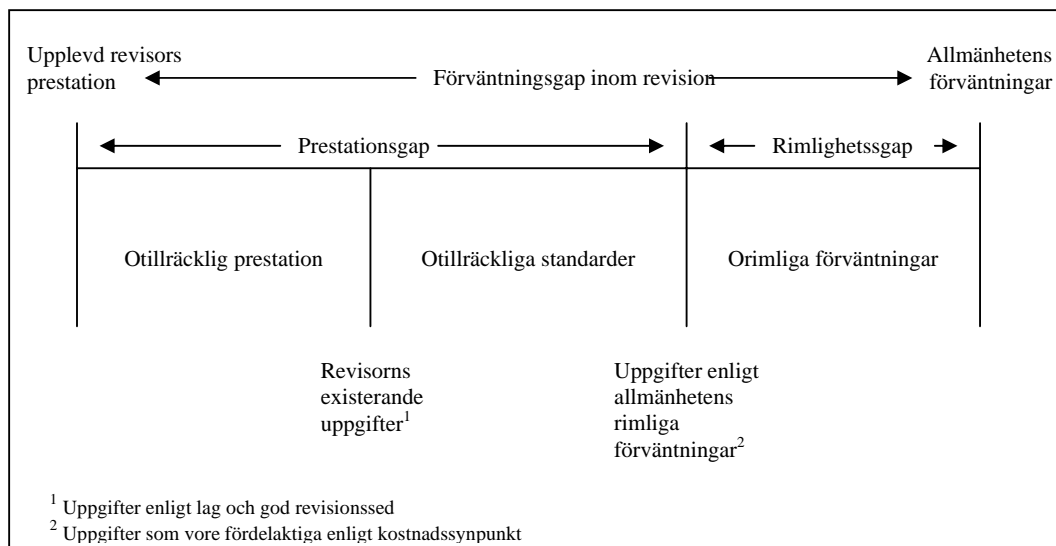 Upplevd revisors
prestation
Förväntningsgap inom revision
Allmänhetens
förväntningar
Prestationsgap
Rimlighetssgap
Otillräcklig prestation
Otillräckliga standarder
Orimliga förväntningar
Revisorns
existerande
uppgifter¹
Uppgifter enligt
allmänhetens
rimliga
förväntningar²
¹ Uppgifter enligt lag och god revisionssed
² Uppgifter som vore fördelaktiga enligt kostnadssynpunkt